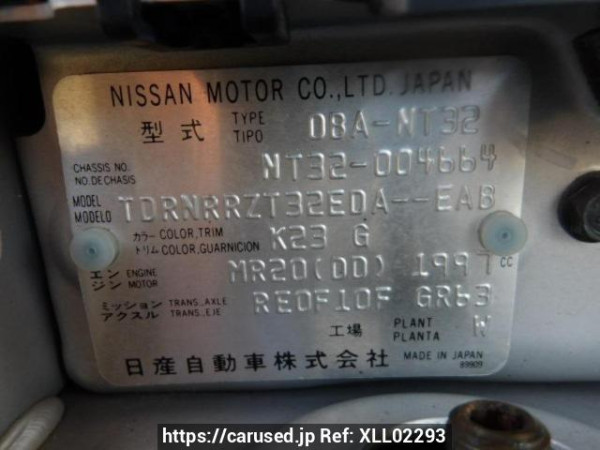 NISSAN MOTOR CO.,LTD. JAPAN
型式 TYPE TIPO DBA-NT32
CHASSIS NO. NO. DE CHASIS NT32-004664
MODEL MODELO TDRNRRZT32EDA--EAB
カラー COLOR, TRIM トリム COLOR, GUARNICION K23 G
エンジン ENGINE MOTOR MR20(DD) 1997 cc
ミッション アクスル TRANS., AXLE TRANS., EJE RE0F10F GR63
工場 PLANT PLANTA W
日産自動車株式会社 MADE IN JAPAN
89909
https://carused.jp Ref: XLL02293